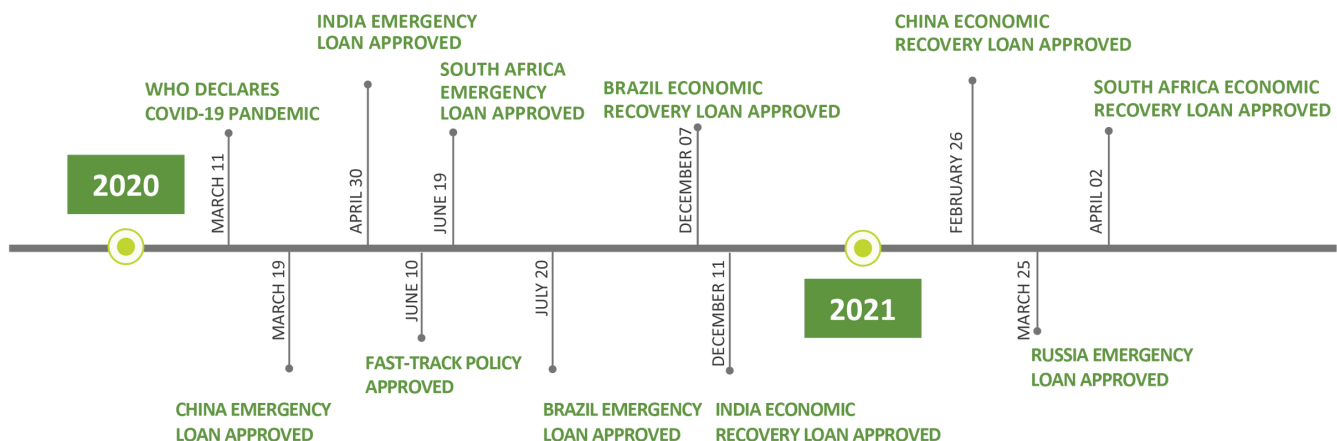 INDIA EMERGENCY
LOAN APPROVED
CHINA ECONOMIC
RECOVERY LOAN APPROVED
WHO DECLARES
COVID-19 PANDEMIC
SOUTH AFRICA
EMERGENCY
LOAN APPROVED
BRAZIL ECONOMIC
RECOVERY LOAN APPROVED
SOUTH AFRICA ECONOMIC
RECOVERY LOAN APPROVED
2020
MARCH 11
APRIL 30
JUNE 19
DECEMBER 07
FEBRUARY 26
APRIL 02
MARCH 19
JUNE 10
JULY 20
DECEMBER 11
2021
MARCH 25
FAST-TRACK POLICY
APPROVED
RUSSIA EMERGENCY
LOAN APPROVED
CHINA EMERGENCY
LOAN APPROVED
BRAZIL EMERGENCY
LOAN APPROVED
INDIA ECONOMIC
RECOVERY LOAN APPROVED